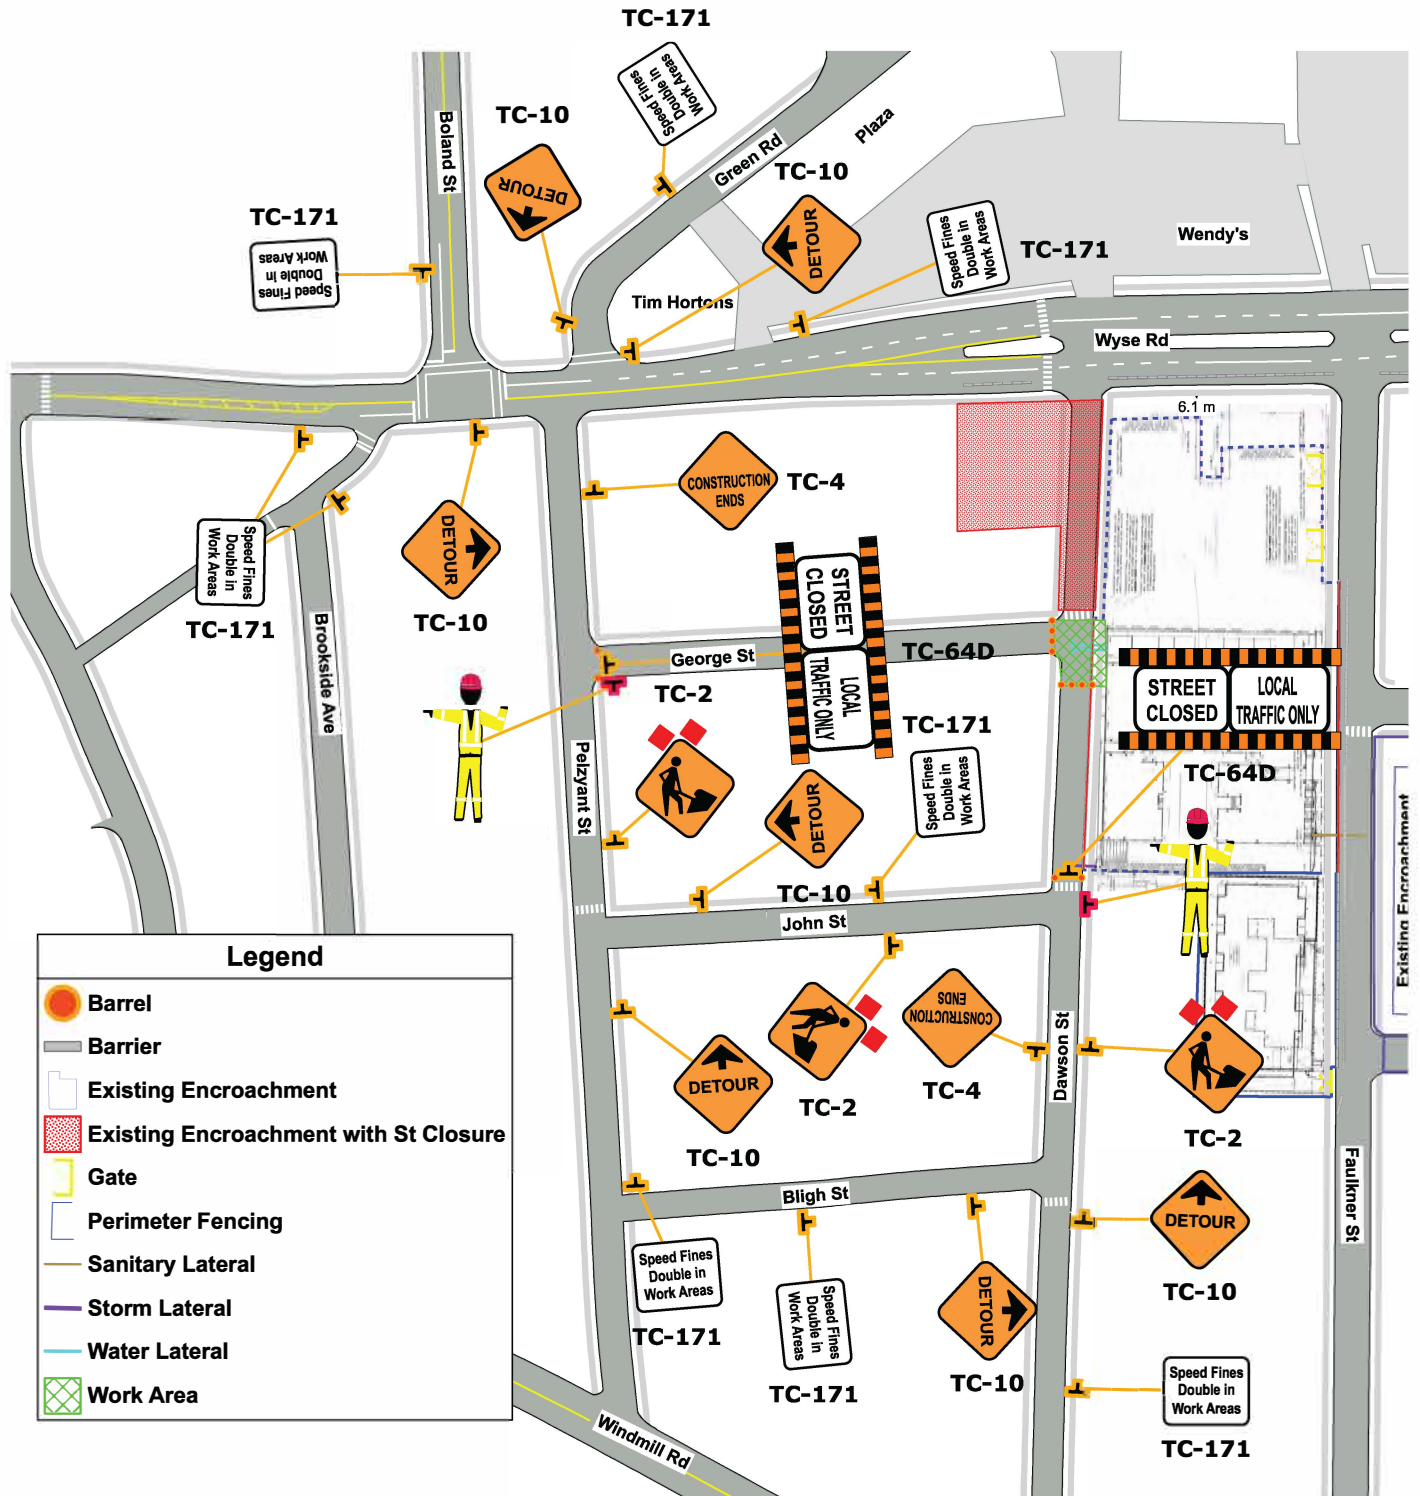 TC-171
Speed Fines
Double in
Work Areas
TC-10
DETOUR
Boland St
Green Rd
Plaza
TC-10
DETOUR
TC-171
Speed Fines
Double in
Work Areas
Speed Fines
Double in
Work Areas
TC-171
Wendy's
Tim Hortons
Wyse Rd
6.1 m
CONSTRUCTION
ENDS
TC-4
DETOUR
TC-10
Speed Fines
Double in
Work Areas
TC-171
Brookside Ave
STREET
CLOSED
LOCAL
TRAFFIC ONLY
George St
TC-64D
TC-2
STREET
CLOSED
LOCAL
TRAFFIC ONLY
TC-64D
TC-171
Speed Fines
Double in
Work Areas
Pelzyant St
DETOUR
TC-10
John St
Existing Encroachment
Legend
Barrel
Barrier
Existing Encroachment
Existing Encroachment with St Closure
Gate
Perimeter Fencing
Sanitary Lateral
Storm Lateral
Water Lateral
Work Area
DETOUR
TC-10
TC-2
CONSTRUCTION
ENDS
TC-4
Dawson St
TC-2
Bligh St
DETOUR
TC-10
Faulkner St
Speed Fines
Double in
Work Areas
TC-171
Speed Fines
Double in
Work Areas
TC-171
DETOUR
TC-10
Speed Fines
Double in
Work Areas
TC-171
Windmill Rd